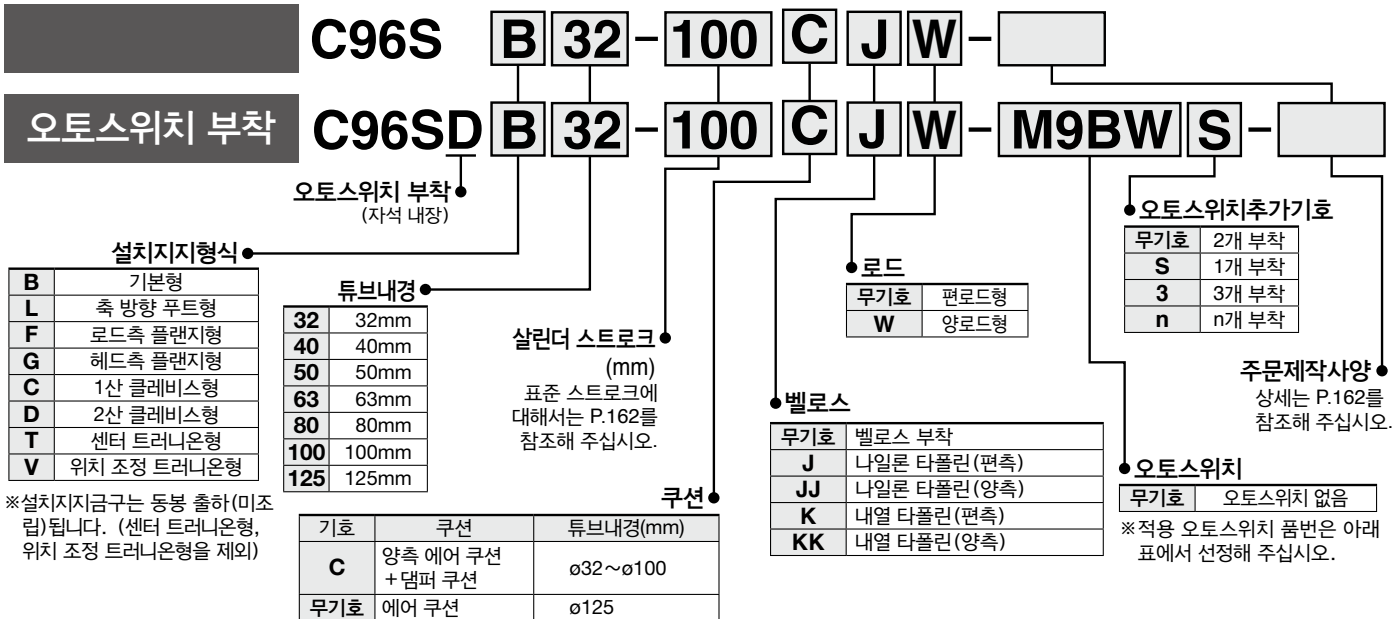 C96S B 32-100 C J W-
오토스위치 부착 C96SD B 32-100 C J W-M9BW S-
오토스위치 부착
(자석 내장)
설치지지형식
B 기본형
L 축 방향 푸트형
F 로드측 플랜지형
G 헤드측 플랜지형
C 1산 클레비스형
D 2산 클레비스형
T 센터 트러니온형
V 위치 조정 트러니온형
※설치지지금구는 동봉 출하(미조
립)됩니다. (센터 트러니온형,
위치 조정 트러니온형을 제외)
튜브내경
32 32mm
40 40mm
50 50mm
63 63mm
80 80mm
100 100mm
125 125mm
살린더 스트로크
(mm)
표준 스트로크에
대해서는 P.162를
참조해 주십시오.
쿠션
기호 쿠션 튜브내경(mm)
C 양측 에어 쿠션
+댐퍼 쿠션 ø32~ø100
무기호 에어 쿠션 ø125
로드
무기호 편로드형
W 양로드형
벨로스
무기호 벨로스 부착
J 나일론 타폴린(편측)
JJ 나일론 타폴린(양측)
K 내열 타폴린(편측)
KK 내열 타폴린(양측)
오토스위치추가기호
무기호 2개 부착
S 1개 부착
3 3개 부착
n n개 부착
주문제작사양
상세는 P.162를
참조해 주십시오.
오토스위치
무기호 오토스위치 없음
※적용 오토스위치 품번은 아래
표에서 선정해 주십시오.